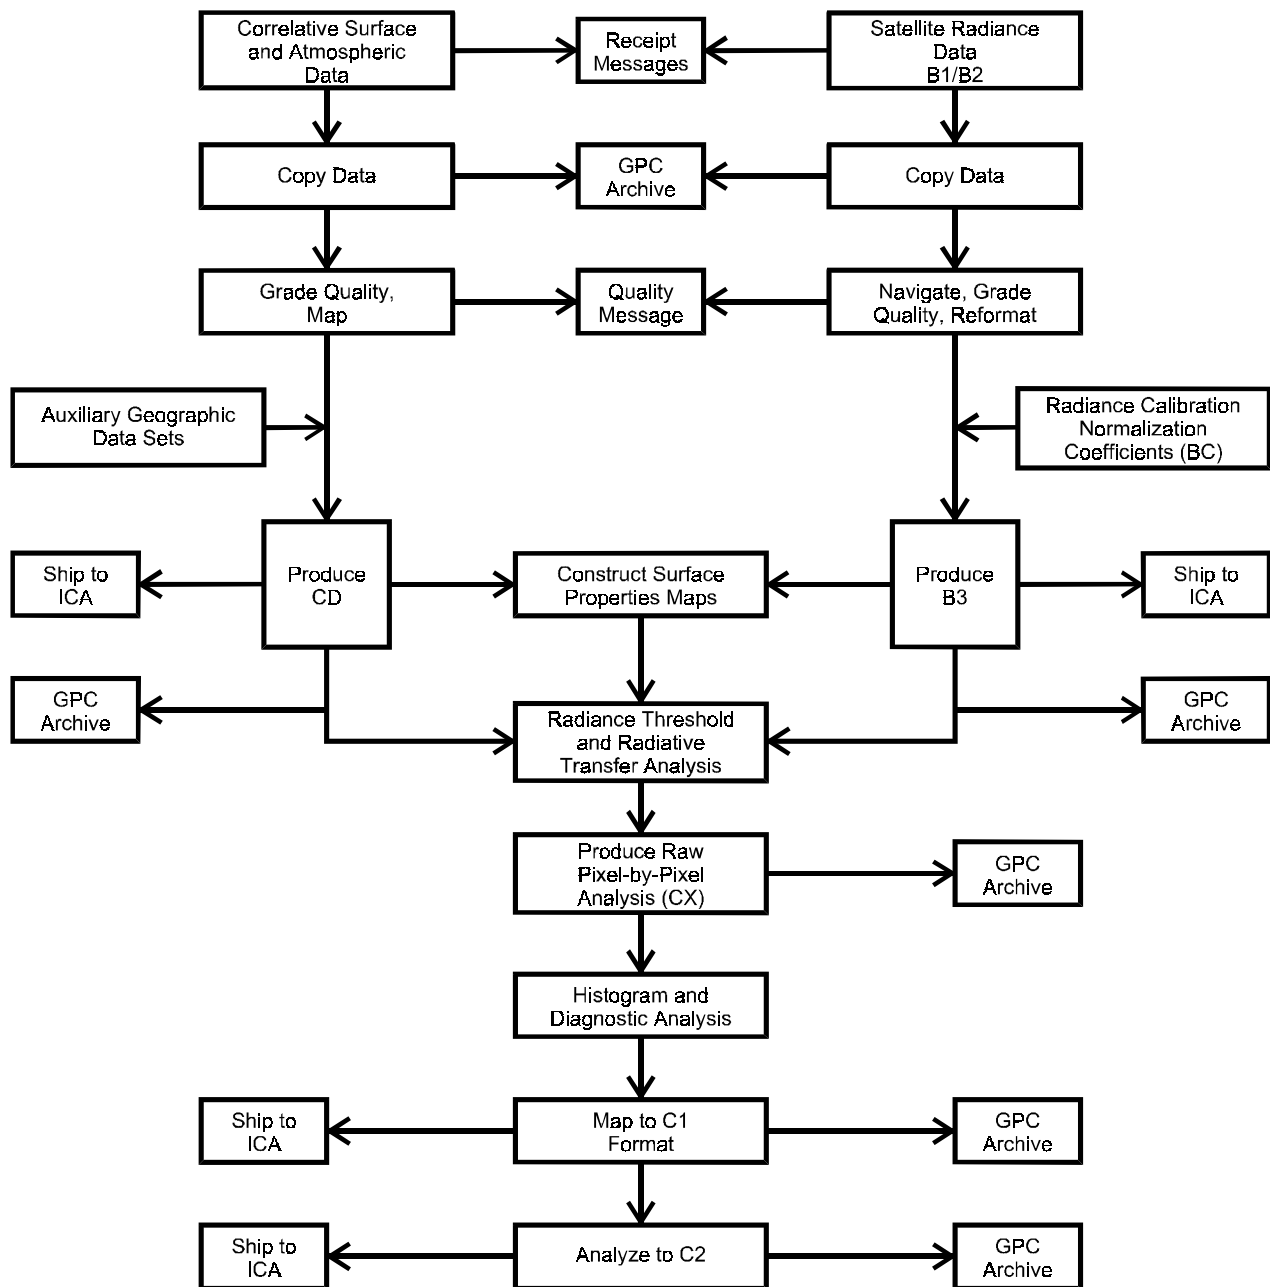 Correlative Surface
and Atmospheric
Data
Receipt
Messages
Satellite Radiance
Data
B1/B2
Copy Data
GPC
Archive
Copy Data
Grade Quality,
Map
Quality
Message
Navigate, Grade
Quality, Reformat
Auxiliary Geographic
Data Sets
Radiance Calibration
Normalization
Coefficients (BC)
Ship to
ICA
Produce
CD
Construct Surface
Properties Maps
Produce
B3
Ship to
ICA
GPC
Archive
Radiance Threshold
and Radiative
Transfer Analysis
GPC
Archive
Produce Raw
Pixel-by-Pixel
Analysis (CX)
GPC
Archive
Histogram and
Diagnostic Analysis
Ship to
ICA
Map to C1
Format
GPC
Archive
Ship to
ICA
Analyze to C2
GPC
Archive